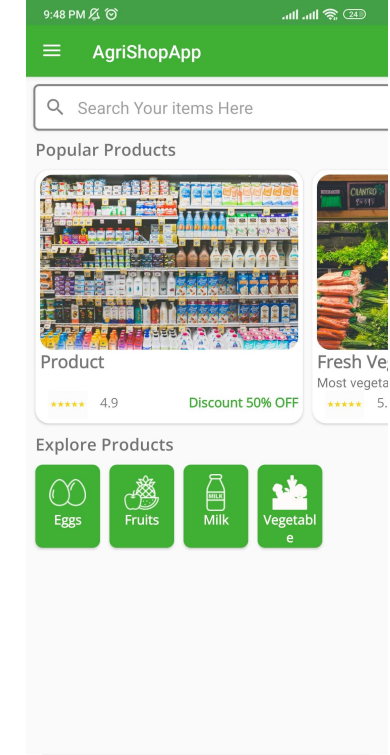 9:48 PM
24
AgriShopApp
Search Your items Here
Popular Products
CILANTRO
Product
Fresh Ve
Most vegeta
4.9
Discount 50% OFF
5.
Explore Products
MILK
Eggs
Fruits
Milk
Vegetabl
e